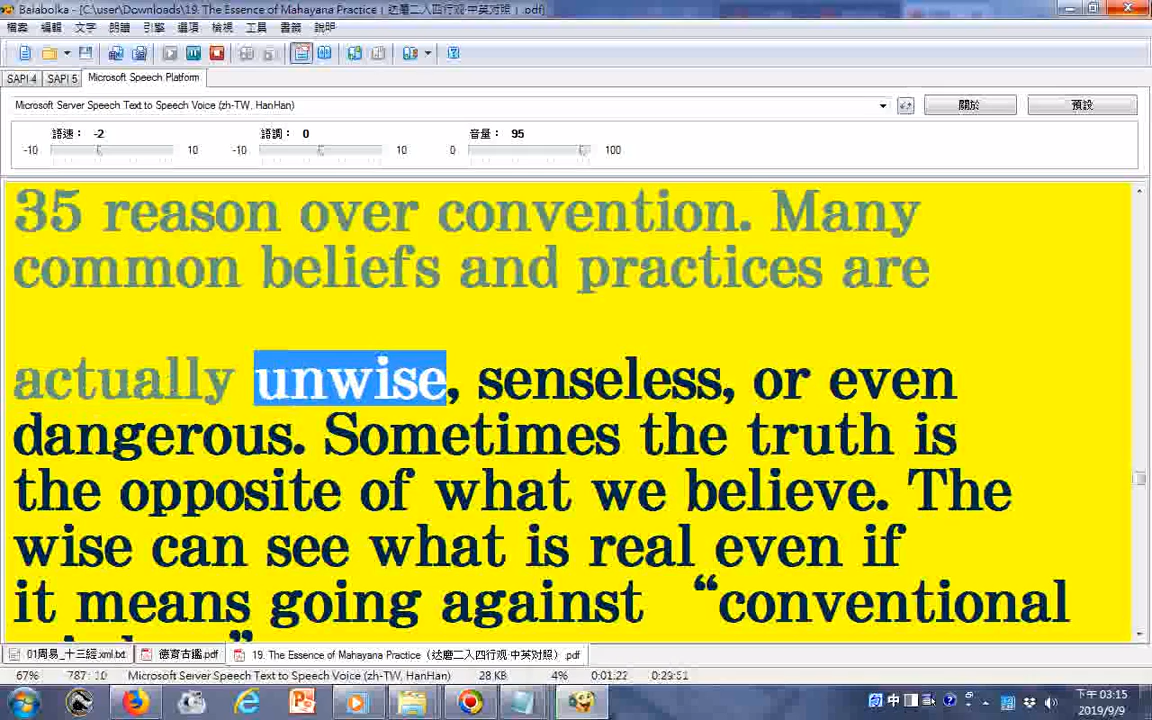 Balabolka - [C:\user\Downloads\19. The Essence of Mahayana Practice（达磨二入四行观·中英对照）.pdf]
檔案 編輯 文字 朗讀 引擎 選項 檢視 工具 書籤 說明
SAPI 4 SAPI 5 Microsoft Speech Platform
Microsoft Server Speech Text to Speech Voice (zh-TW, HanHan) 關於 預設
語速： -2 語調： 0 音量： 95
-10 10 -10 10 0 100
35 reason over convention. Many
common beliefs and practices are
actually unwise, senseless, or even
dangerous. Sometimes the truth is
the opposite of what we believe. The
wise can see what is real even if
it means going against “conventional
01周易_十三經.xml.txt 德育古鑑.pdf 19. The Essence of Mahayana Practice（达磨二入四行观·中英对照）.pdf
67% 787: 10 Microsoft Server Speech Text to Speech Voice (zh-TW, HanHan) 28 KB 4% 0:01:22 0:29:51
中 下午 03:15
2019/9/9